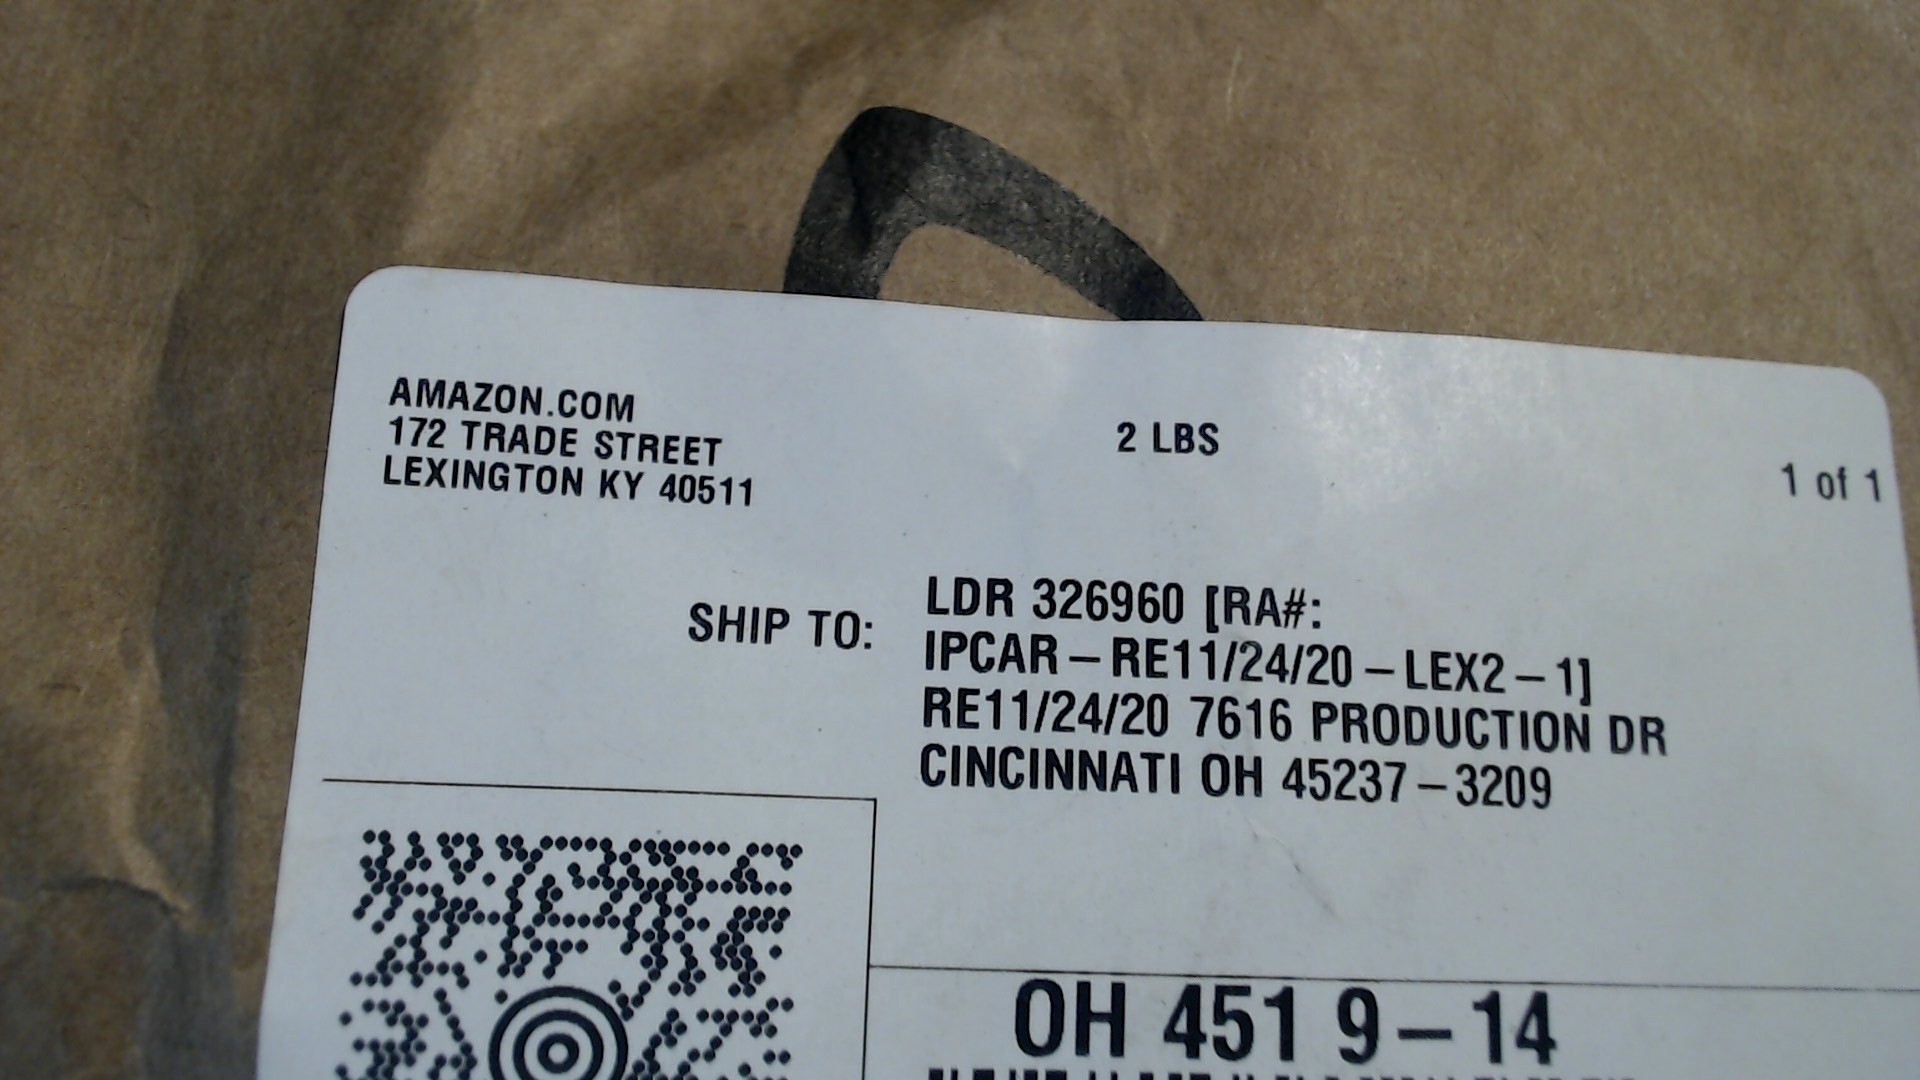 AMAZON.COM
172 TRADE STREET
LEXINGTON KY 40511
2 LBS
1 of 1
SHIP TO:
LDR 326960 [RA#:
IPCAR – RE11/24/20 – LEX2 – 1]
RE11/24/20 7616 PRODUCTION DR
CINCINNATI OH 45237 – 3209
OH 451 9 – 14